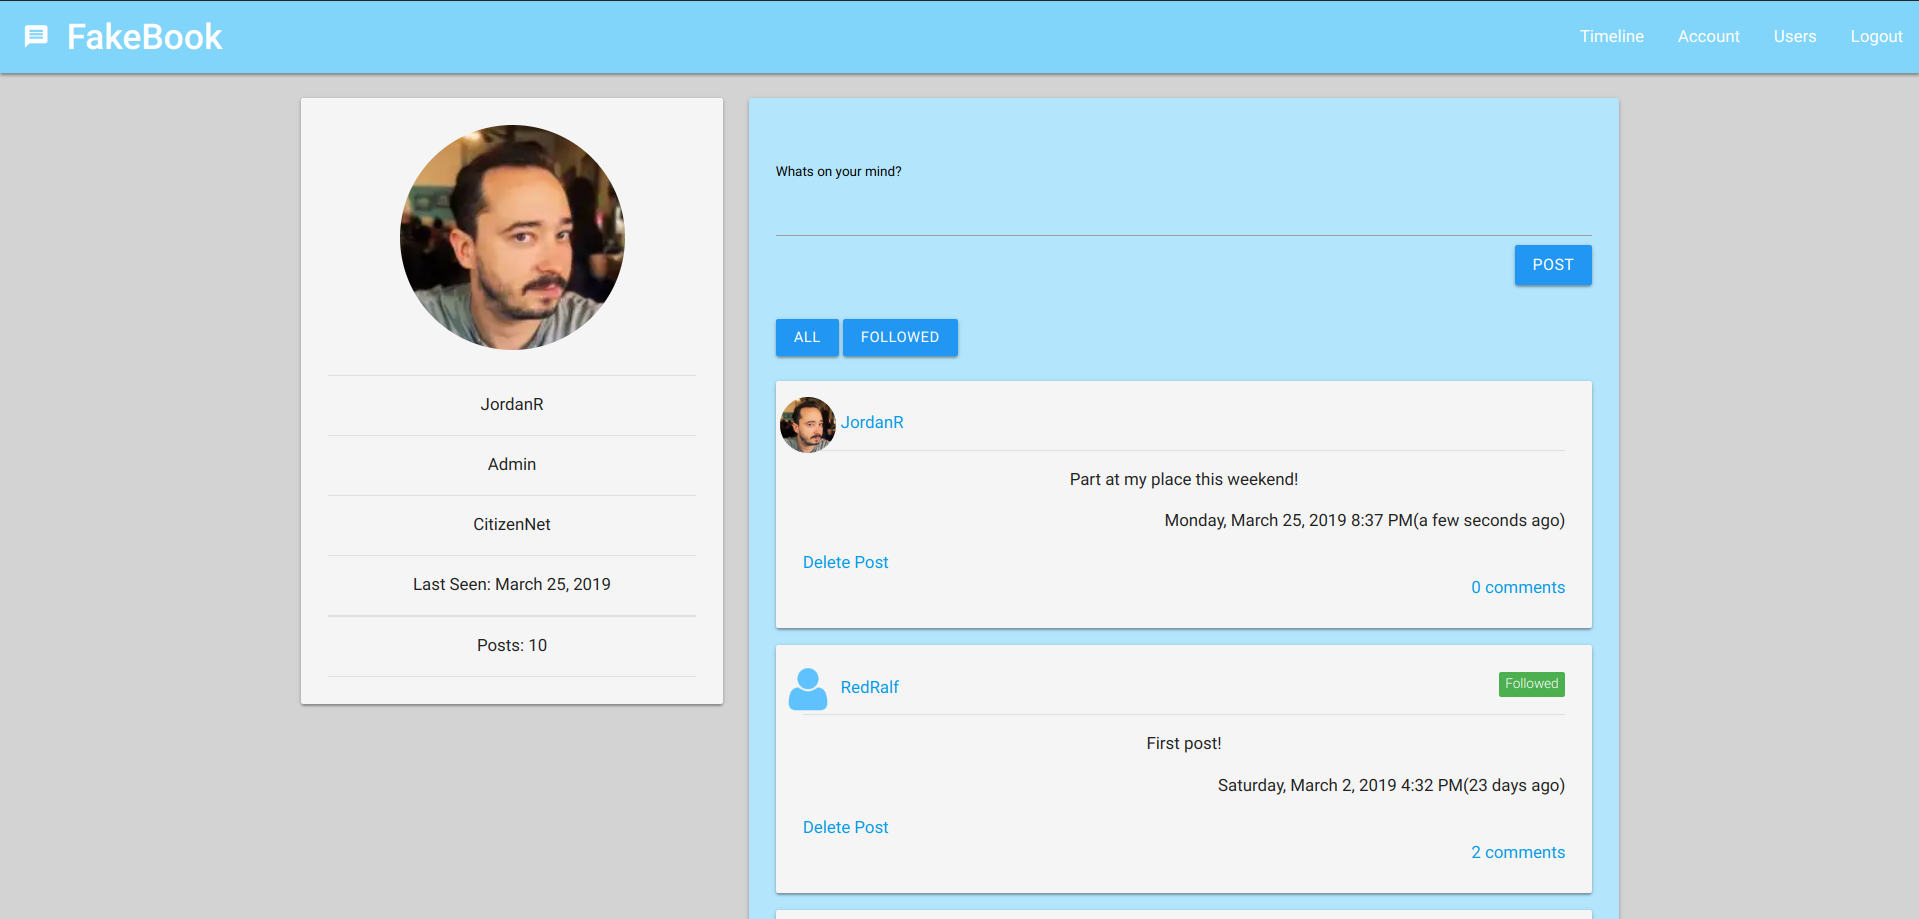 FakeBook
Timeline Account Users Logout
JordanR
Admin
CitizenNet
Last Seen: March 25, 2019
Posts: 10
Whats on your mind?
POST
ALL FOLLOWED
JordanR
Part at my place this weekend!
Monday, March 25, 2019 8:37 PM(a few seconds ago)
Delete Post
0 comments
RedRalf
Followed
First post!
Saturday, March 2, 2019 4:32 PM(23 days ago)
Delete Post
2 comments